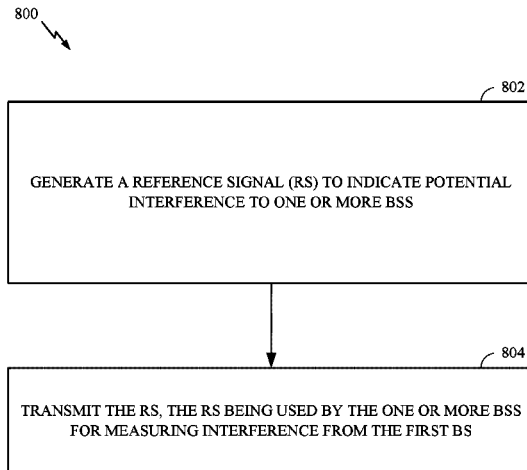 800
802
GENERATE A REFERENCE SIGNAL (RS) TO INDICATE POTENTIAL
INTERFERENCE TO ONE OR MORE BSS
804
TRANSMIT THE RS, THE RS BEING USED BY THE ONE OR MORE BSS
FOR MEASURING INTERFERENCE FROM THE FIRST BS